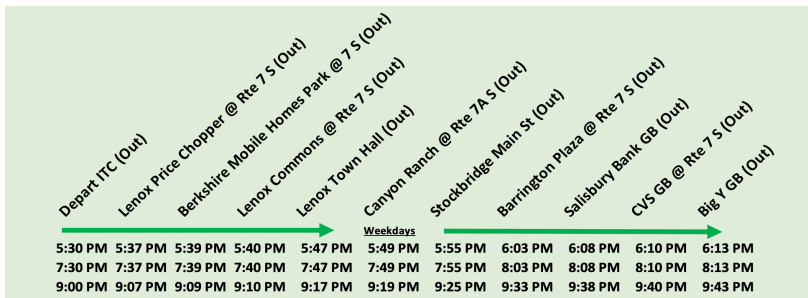 Depart ITC (Out)
Lenox Price Chopper @ Rte 7 S (Out)
Berkshire Mobile Homes Park @ 7 S (Out)
Lenox Commons @ Rte 7 S (Out)
Lenox Town Hall (Out)
Canyon Ranch @ Rte 7A S (Out)
Stockbridge Main St (Out)
Barrington Plaza @ Rte 7 S (Out)
Salisbury Bank GB (Out)
CVS GB @ Rte 7 S (Out)
Big Y GB (Out)
Weekdays
5:30 PM 5:37 PM 5:39 PM 5:40 PM 5:47 PM 5:49 PM 5:55 PM 6:03 PM 6:08 PM 6:10 PM 6:13 PM
7:30 PM 7:37 PM 7:39 PM 7:40 PM 7:47 PM 7:49 PM 7:55 PM 8:03 PM 8:08 PM 8:10 PM 8:13 PM
9:00 PM 9:07 PM 9:09 PM 9:10 PM 9:17 PM 9:19 PM 9:25 PM 9:33 PM 9:38 PM 9:40 PM 9:43 PM